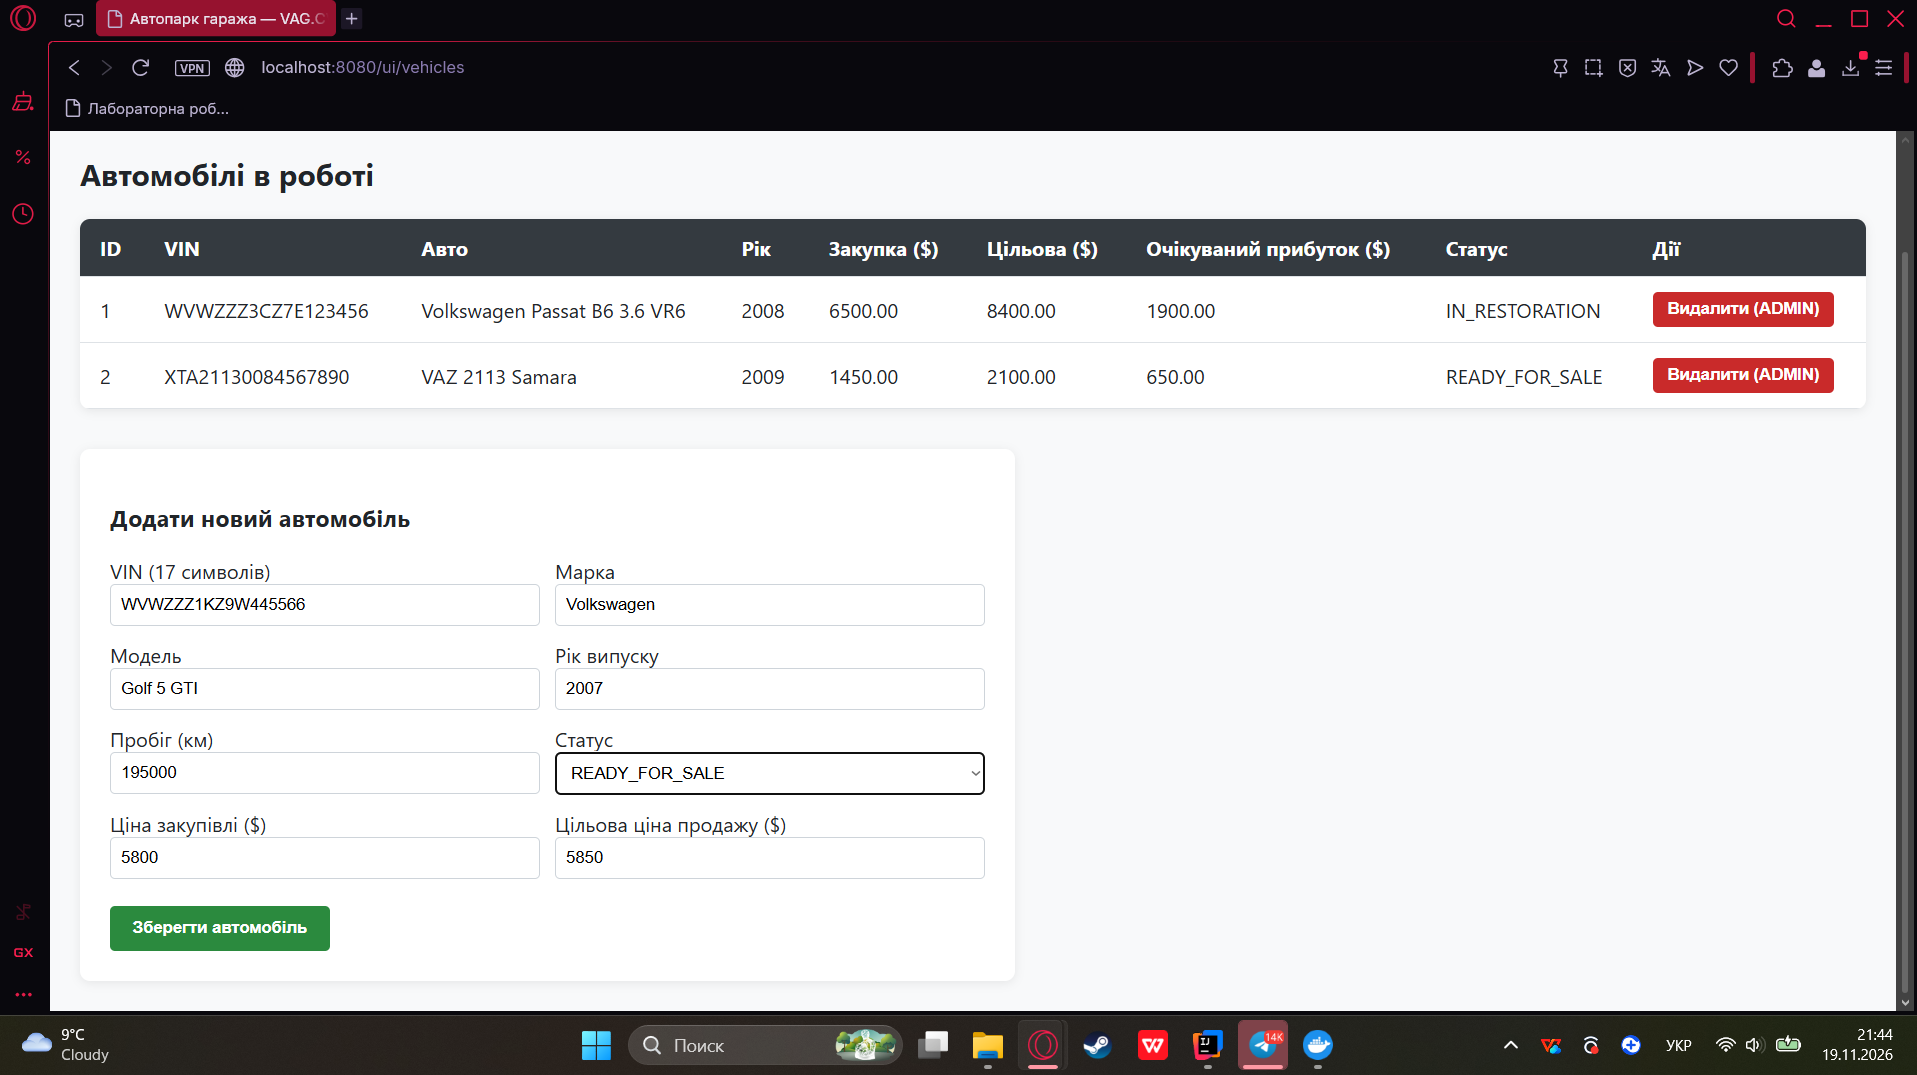 Автопарк гаража — VAG.C
VPN
localhost:8080/ui/vehicles
Лабораторна роб...
Автомобілі в роботі
ID VIN Авто Рік Закупка ($) Цільова ($) Очікуваний прибуток ($) Статус Дії
1 WVWZZZ3CZ7E123456 Volkswagen Passat B6 3.6 VR6 2008 6500.00 8400.00 1900.00 IN_RESTORATION Видалити (ADMIN)
2 XTA21130084567890 VAZ 2113 Samara 2009 1450.00 2100.00 650.00 READY_FOR_SALE Видалити (ADMIN)
Додати новий автомобіль
VIN (17 символів) Марка
WVWZZZ1KZ9W445566 Volkswagen
Модель Рік випуску
Golf 5 GTI 2007
Пробіг (км) Статус
195000 READY_FOR_SALE
Ціна закупівлі ($) Цільова ціна продажу ($)
5800 5850
Зберегти автомобіль
GX
9°C
Cloudy
Поиск
14K
УКР
21:44
19.11.2026